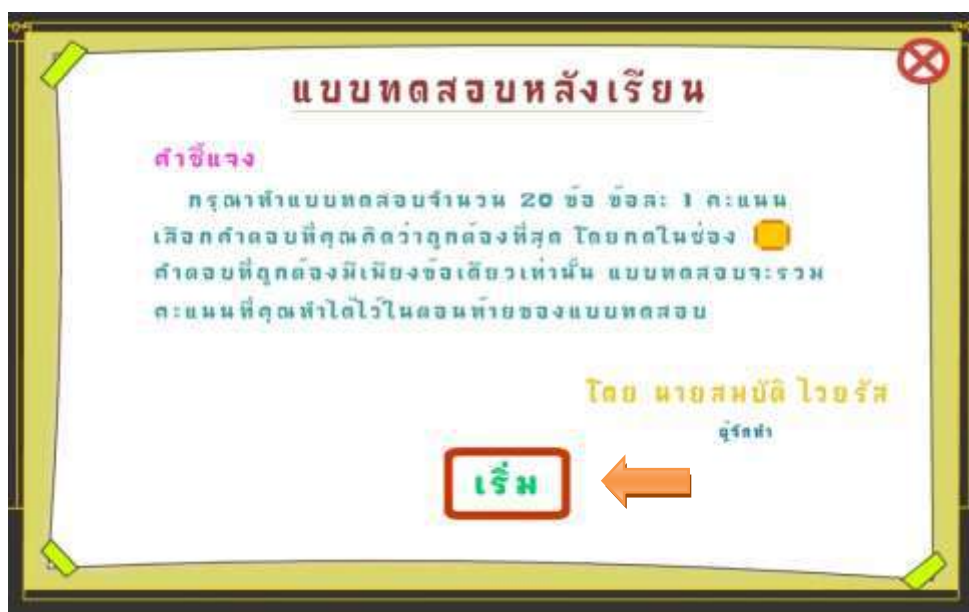 แบบทดสอบหลังเรียน
คำชี้แจง
กรุณาทำแบบทดสอบจำนวน 20 ข้อ ข้อละ 1 คะแนน
เลือกคำตอบที่คุณคิดว่าถูกต้องที่สุด โดยกดในช่อง
คำตอบที่ถูกต้องมีเพียงข้อเดียวเท่านั้น แบบทดสอบจะรวม
คะแนนที่คุณทำได้ไว้ในตอนท้ายของแบบทดสอบ
โดย นายสมบัติ ไวยรัส
ผู้จัดทำ
เริ่ม